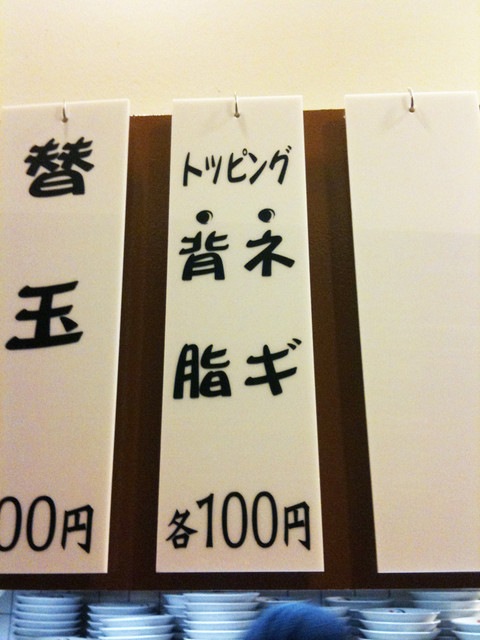 替玉
00円
トッピング
・ネギ
・背脂
各100円